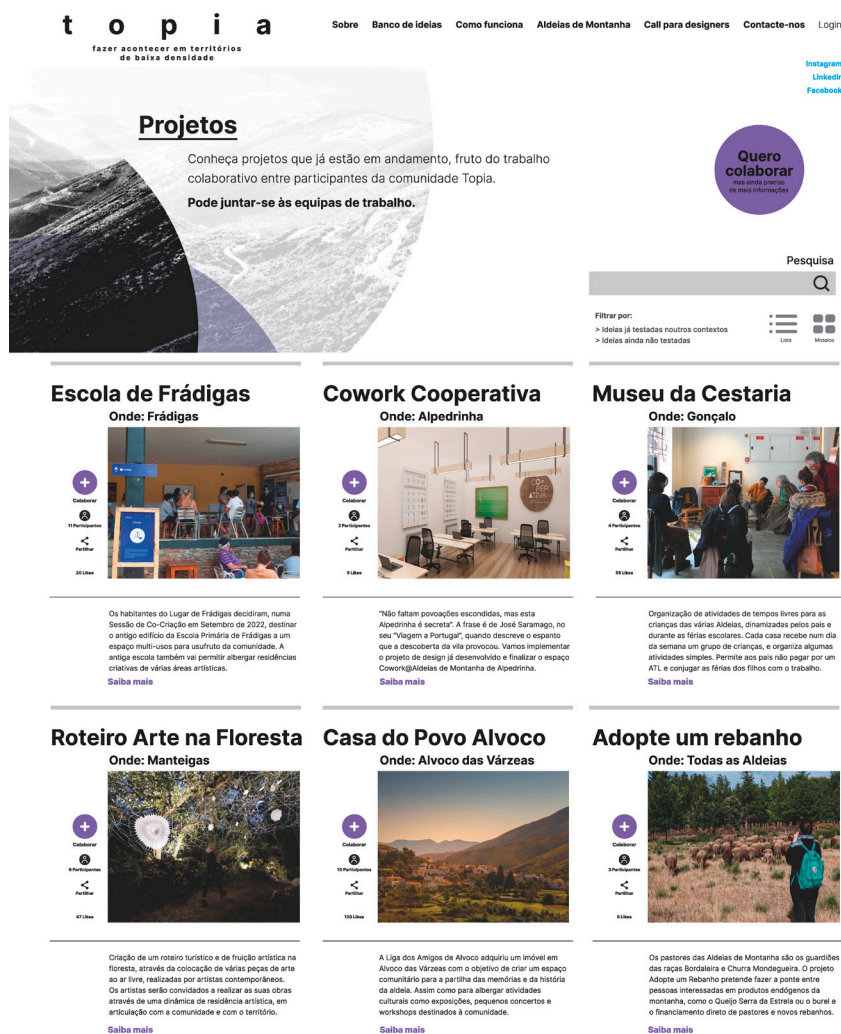 topia
fazer acontecer em territórios
de baixa densidade
Sobre Banco de ideias Como funciona Aldeias de Montanha Call para designers Contacte-nos Login
Instagram
LinkedIn
Facebook
Projetos
Conheça projetos que já estão em andamento, fruto do trabalho
colaborativo entre participantes da comunidade Topia.
Pode juntar-se às equipas de trabalho.
Quero
colaborar
mas ainda preciso
de mais informações
Pesquisa
Filtrar por:
> Ideias já testadas noutros contextos
> Ideias ainda não testadas
Lista Mosaico
Escola de Frádigas
Onde: Frádigas
Colaborar
11 Participantes
Partilhar
20 Likes
Os habitantes do Lugar de Frádigas decidiram, numa
Sessão de Co-Criação em Setembro de 2022, destinar
o antigo edifício da Escola Primária de Frádigas a um
espaço multi-usos para usufruto da comunidade. A
antiga escola também vai permitir albergar residências
criativas de várias áreas artísticas.
Saiba mais
Cowork Cooperativa
Onde: Alpedrinha
Colaborar
2 Participantes
Partilhar
5 Likes
CO
PER
ATIVA
"Não faltam povoações escondidas, mas esta
Alpedrinha é secreta". A frase é de José Saramago, no
seu "Viagem a Portugal", quando descreve o espanto
que a descoberta da vila provocou. Vamos implementar
o projeto de design já desenvolvido e finalizar o espaço
Cowork@Aldeias de Montanha de Alpedrinha.
Saiba mais
Museu da Cestaria
Onde: Gonçalo
Colaborar
4 Participantes
Partilhar
55 Likes
Organização de atividades de tempos livres para as
crianças das várias Aldeias, dinamizadas pelos pais e
durante as férias escolares. Cada casa recebe num dia
da semana um grupo de crianças, e organiza algumas
atividades simples. Permite aos pais não pagar por um
ATL e conjugar as férias dos filhos com o trabalho.
Saiba mais
Roteiro Arte na Floresta
Onde: Manteigas
Colaborar
6 Participantes
Partilhar
47 Likes
Criação de um roteiro turístico e de fruição artística na
floresta, através da colocação de várias peças de arte
ao ar livre, realizadas por artistas contemporâneos.
Os artistas serão convidados a realizar as suas obras
através de uma dinâmica de residência artística, em
articulação com a comunidade e com o território.
Saiba mais
Casa do Povo Alvoco
Onde: Alvoco das Várzeas
Colaborar
10 Participantes
Partilhar
120 Likes
A Liga dos Amigos de Alvoco adquiriu um imóvel em
Alvoco das Várzeas com o objetivo de criar um espaço
comunitário para a partilha das memórias e da história
da aldeia. Assim como para albergar atividades
culturais como exposições, pequenos concertos e
workshops destinados à comunidade.
Saiba mais
Adopte um rebanho
Onde: Todas as Aldeias
Colaborar
3 Participantes
Partilhar
8 Likes
Os pastores das Aldeias de Montanha são os guardiões
das raças Bordaleira e Churra Mondegueira. O projeto
Adopte um Rebanho pretende fazer a ponte entre
pessoas interessadas em produtos endógenos da
montanha, como o Queijo Serra da Estrela ou o burel e
o financiamento direto de pastores e novos rebanhos.
Saiba mais